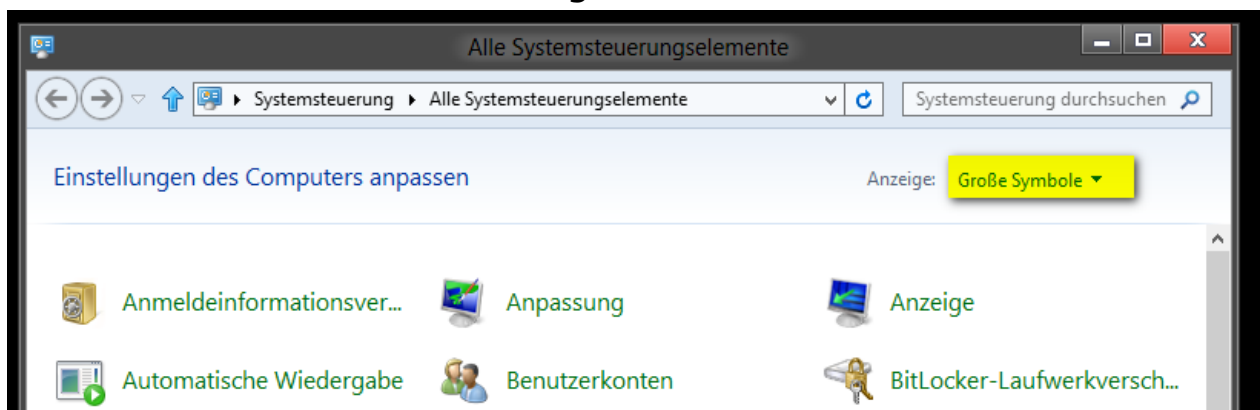 Alle Systemsteuerungselemente
Systemsteuerung Alle Systemsteuerungselemente Systemsteuerung durchsuchen
Einstellungen des Computers anpassen Anzeige: Große Symbole
Anmeldeinformationsver... Anpassung Anzeige
Automatische Wiedergabe Benutzerkonten BitLocker-Laufwerkversch...